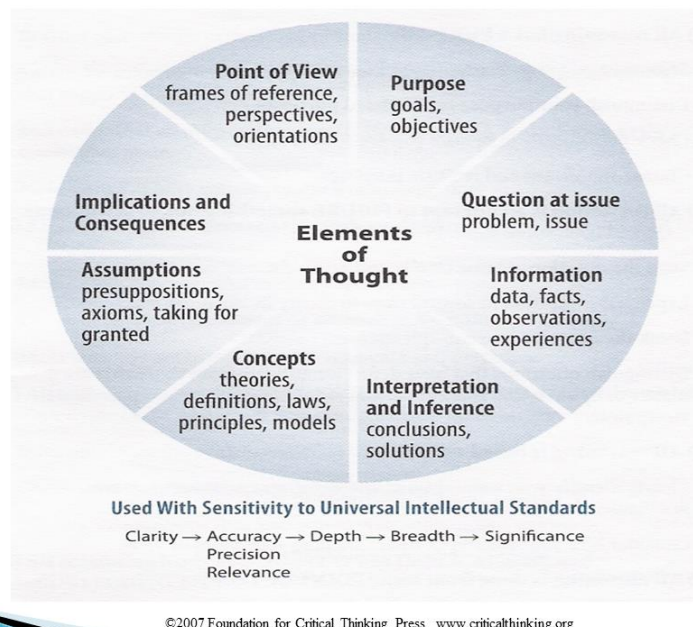 Point of View
frames of reference,
perspectives,
orientations
Purpose
goals,
objectives
Implications and
Consequences
Question at issue
problem, issue
Elements
of
Thought
Assumptions
presuppositions,
axioms, taking for
granted
Information
data, facts,
observations,
experiences
Concepts
theories,
definitions, laws,
principles, models
Interpretation
and Inference
conclusions,
solutions
Used With Sensitivity to Universal Intellectual Standards
Clarity → Accuracy → Depth → Breadth → Significance
Precision
Relevance
©2007 Foundation for Critical Thinking Press www.criticalthinking.org